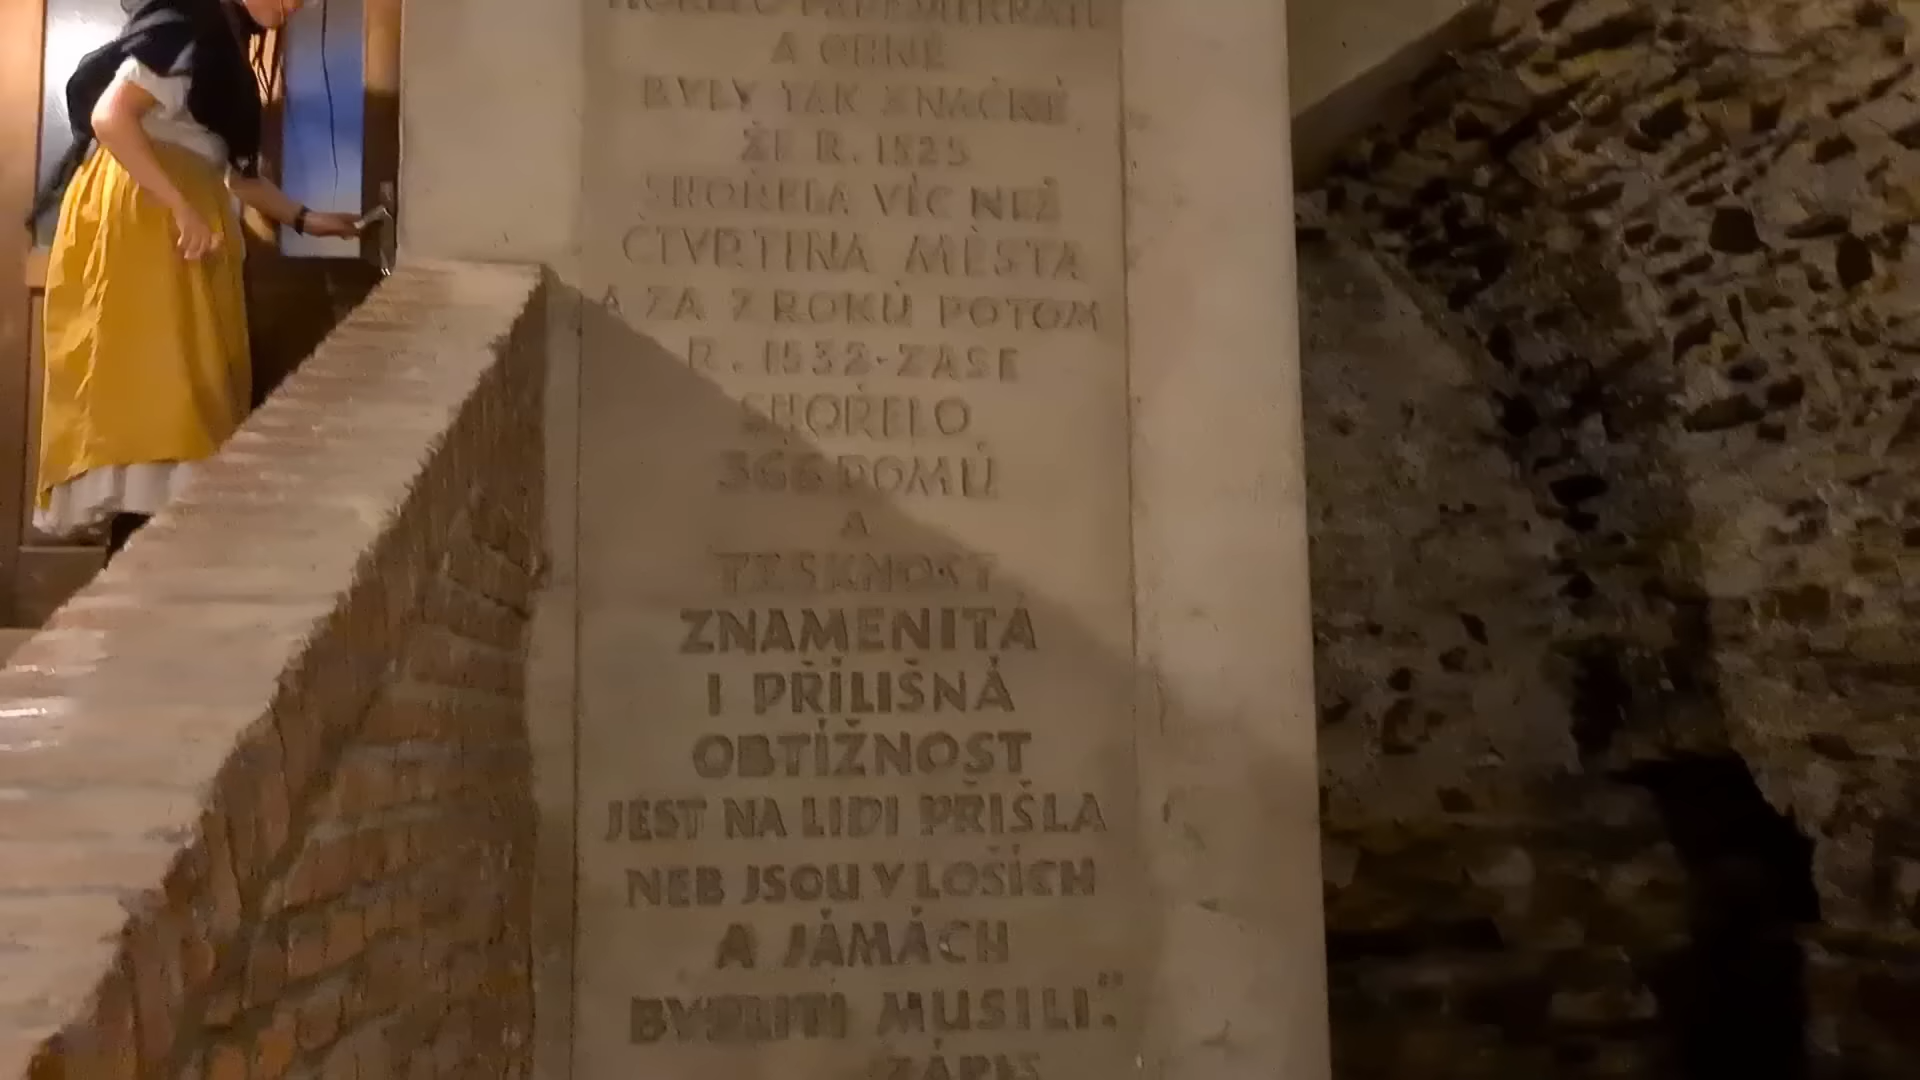 A OHNĚ
BYLY TAK ZNAČNÉ
ŽE R. 1525
SHOŘELA VÍC NEŽ
ČTVRTINA MĚSTA
A ZA 7 ROKŮ POTOM
R. 1532-ZASE
SHOŘELO
366 DOMŮ
A
TESKNOST
ZNAMENITÁ
I PŘÍLIŠNÁ
OBTÍŽNOST
JEST NA LIDI PŘIŠLA
NEB JSOU V LOŠÍCH
A JÁMÁCH
BYDLITI MUSILI."